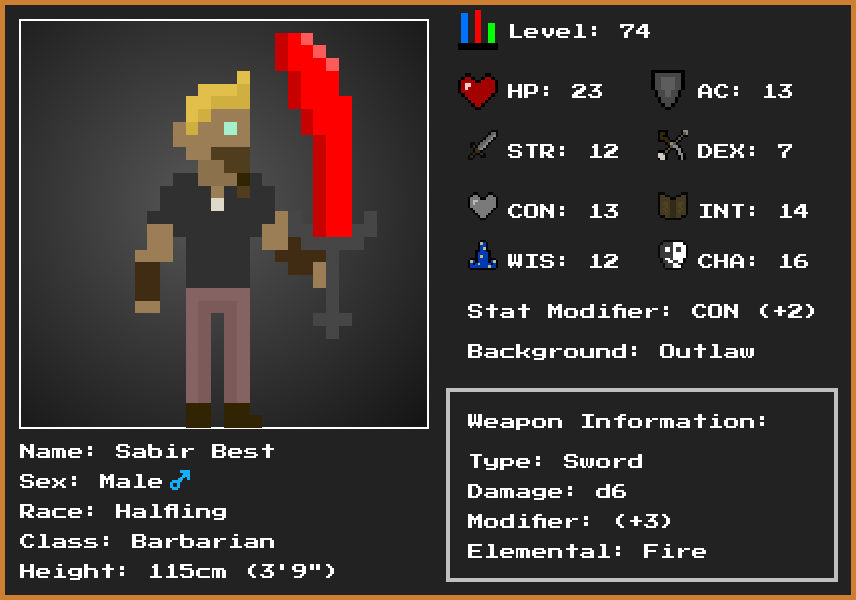 Level: 74
HP: 23
AC: 13
STR: 12
DEX: 7
CON: 13
INT: 14
WIS: 12
CHA: 16
Stat Modifier: CON (+2)
Background: Outlaw
Weapon Information:
Type: Sword
Damage: d6
Modifier: (+3)
Elemental: Fire
Name: Sabir Best
Sex: Male♂
Race: Halfling
Class: Barbarian
Height: 115cm (3'9")